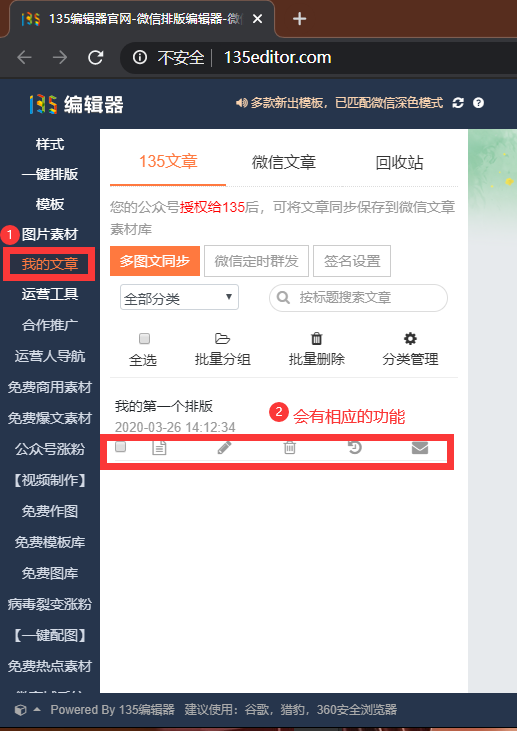 135编辑器官网-微信排版编辑器-微
不安全 | 135editor.com
135 编辑器
多款新出模板，已匹配微信深色模式
样式
一键排版
模板
1 图片素材
我的文章
运营工具
合作推广
运营人导航
免费商用素材
免费爆文素材
公众号涨粉
【视频制作】
免费作图
免费模板库
免费图库
病毒裂变涨粉
【一键配图】
免费热点素材
135文章 微信文章 回收站
您的公众号授权给135后，可将文章同步保存到微信文章
素材库
多图文同步 微信定时群发 签名设置
全部分类 按标题搜索文章
全选 批量分组 批量删除 分类管理
我的第一个排版
2020-03-26 14:12:34
2 会有相应的功能
Powered By 135编辑器 建议使用：谷歌，猎豹，360安全浏览器